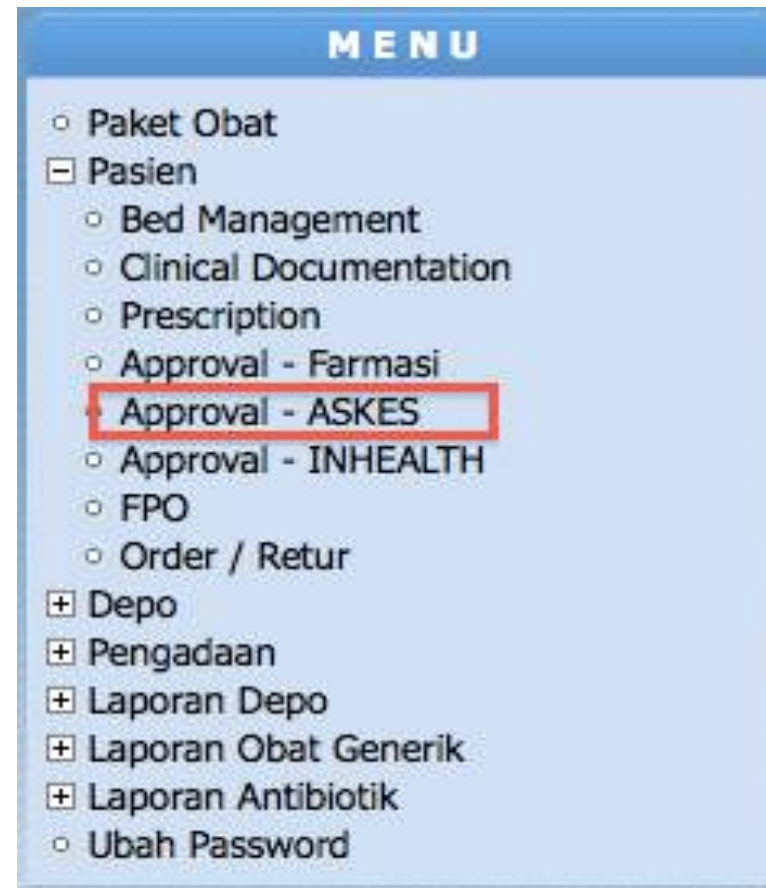 MENU
Paket Obat
Pasien
Bed Management
Clinical Documentation
Prescription
Approval - Farmasi
Approval - ASKES
Approval - INHEALTH
FPO
Order / Retur
Depo
Pengadaan
Laporan Depo
Laporan Obat Generik
Laporan Antibiotik
Ubah Password